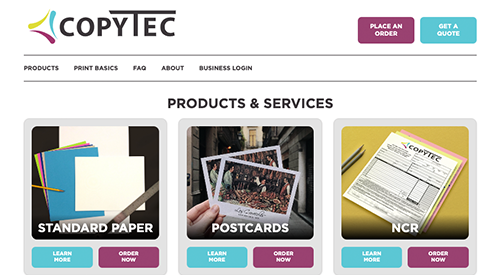 COPYTEC
PLACE AN
ORDER
GET A
QUOTE
PRODUCTS PRINT BASICS FAQ ABOUT BUSINESS LOGIN
PRODUCTS & SERVICES
COPYTEC
STANDARD PAPER POSTCARDS NCR
LEARN
MORE
ORDER
NOW
LEARN
MORE
ORDER
NOW
LEARN
MORE
ORDER
NOW